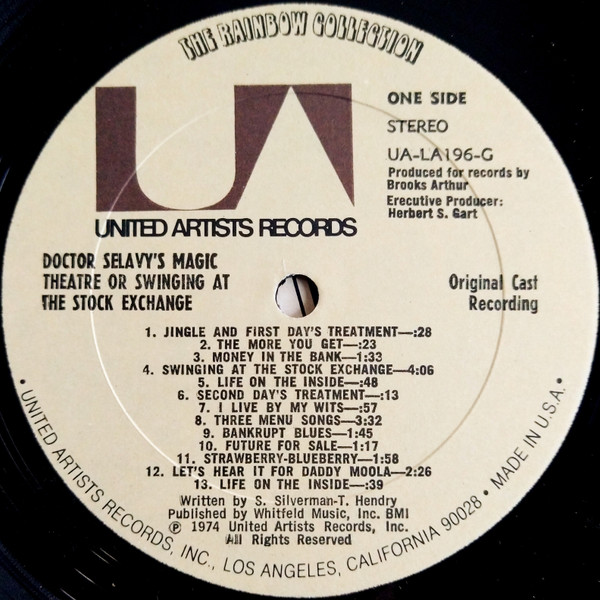 THE RAINBOW COLLECTION
UA
UNITED ARTISTS RECORDS
ONE SIDE
STEREO
UA-LA196-G
Produced for records by
Brooks Arthur
Executive Producer:
Herbert S. Gart
DOCTOR SELAVY'S MAGIC
THEATRE OR SWINGING AT
THE STOCK EXCHANGE
Original Cast
Recording
1. JINGLE AND FIRST DAY'S TREATMENT—:28
2. THE MORE YOU GET—:23
3. MONEY IN THE BANK—1:33
4. SWINGING AT THE STOCK EXCHANGE—4:06
5. LIFE ON THE INSIDE—:48
6. SECOND DAY'S TREATMENT—:13
7. I LIVE BY MY WITS—:57
8. THREE MENU SONGS—3:32
9. BANKRUPT BLUES—1:45
10. FUTURE FOR SALE—1:17
11. STRAWBERRY-BLUEBERRY—1:58
12. LET'S HEAR IT FOR DADDY MOOLA—2:26
13. LIFE ON THE INSIDE—:39
Written by S. Silverman-T. Hendry
Published by Whitfeld Music, Inc. BMI
℗ 1974 United Artists Records, Inc.
All Rights Reserved
• UNITED ARTISTS RECORDS, INC., LOS ANGELES, CALIFORNIA 90028 • MADE IN U.S.A. •